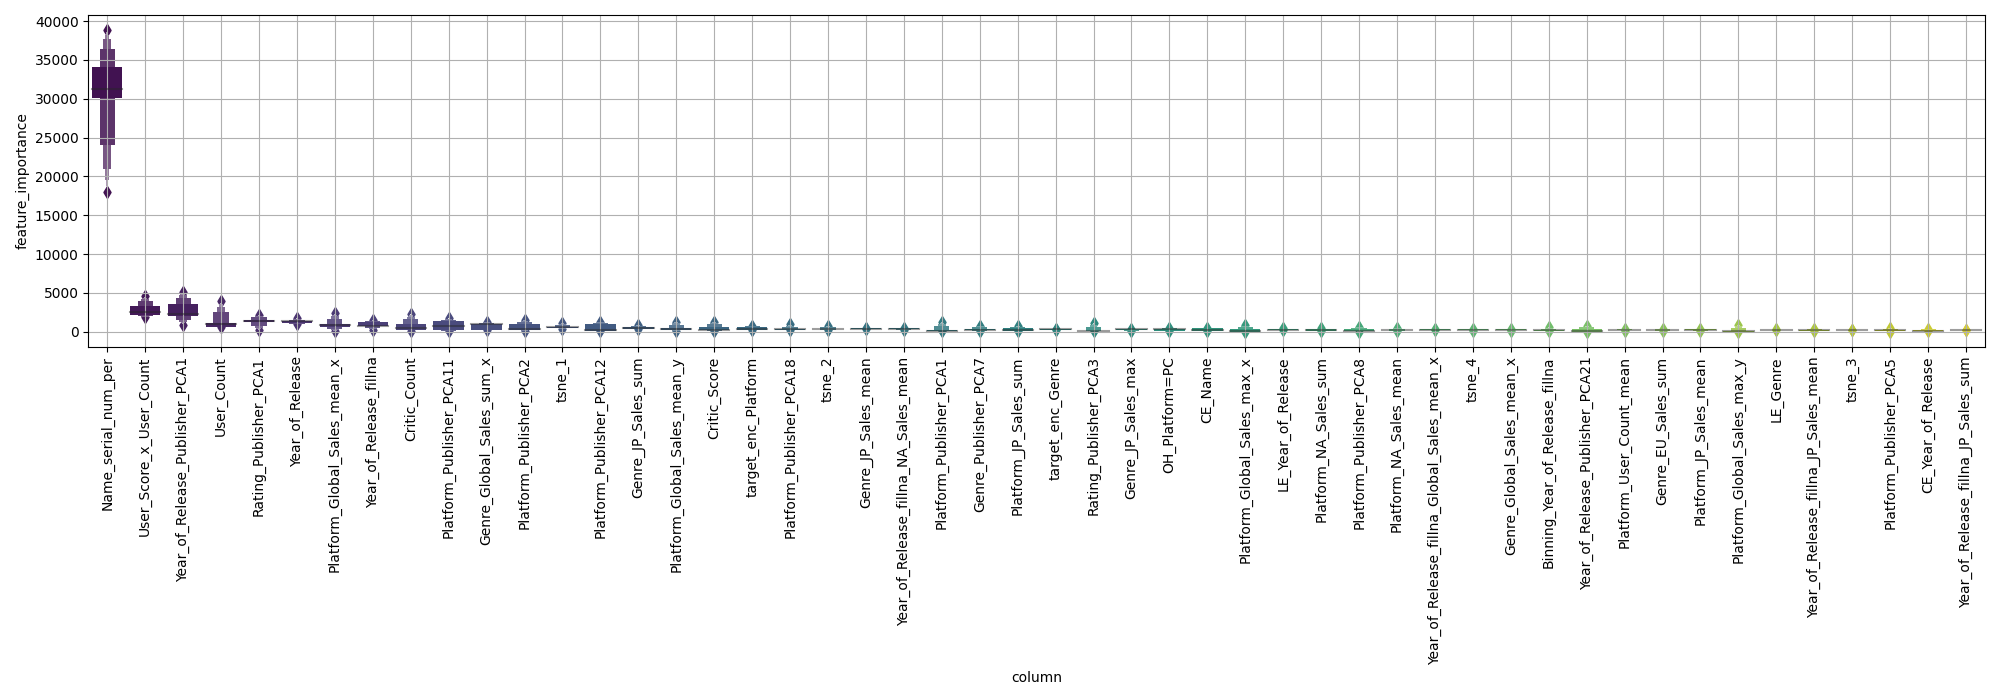 40000
35000
30000
25000
20000
15000
10000
5000
0
feature_importance
Name_serial_num_per
User_Score_x_User_Count
Year_of_Release_Publisher_PCA1
User_Count
Rating_Publisher_PCA1
Year_of_Release
Platform_Global_Sales_mean_x
Year_of_Release_fillna
Critic_Count
Platform_Publisher_PCA11
Genre_Global_Sales_sum_x
Platform_Publisher_PCA2
tsne_1
Platform_Publisher_PCA12
Genre_JP_Sales_sum
Platform_Global_Sales_mean_y
Critic_Score
target_enc_Platform
Platform_Publisher_PCA18
tsne_2
Genre_JP_Sales_mean
Year_of_Release_fillna_NA_Sales_mean
Platform_Publisher_PCA1
Genre_Publisher_PCA7
Platform_JP_Sales_sum
target_enc_Genre
Rating_Publisher_PCA3
Genre_JP_Sales_max
OH_Platform=PC
CE_Name
Platform_Global_Sales_max_x
LE_Year_of_Release
Platform_NA_Sales_sum
Platform_Publisher_PCA8
Platform_NA_Sales_mean
Year_of_Release_fillna_Global_Sales_mean_x
tsne_4
Genre_Global_Sales_mean_x
Binning_Year_of_Release_fillna
Year_of_Release_Publisher_PCA21
Platform_User_Count_mean
Genre_EU_Sales_sum
Platform_JP_Sales_mean
Platform_Global_Sales_max_y
LE_Genre
Year_of_Release_fillna_JP_Sales_mean
tsne_3
Platform_Publisher_PCA5
CE_Year_of_Release
Year_of_Release_fillna_JP_Sales_sum
column